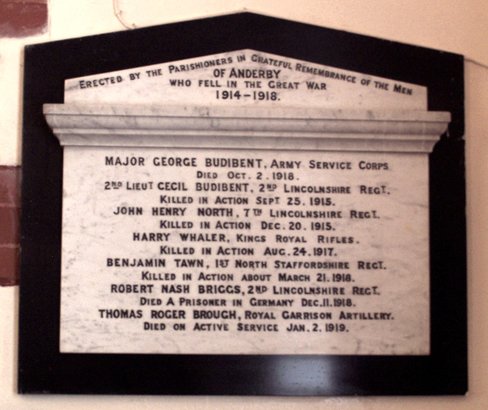 ERECTED BY THE PARISHIONERS IN GRATEFUL REMEMBRANCE OF THE MEN
OF ANDERBY
WHO FELL IN THE GREAT WAR
1914-1918.
MAJOR GEORGE BUDIBENT, ARMY SERVICE CORPS
DIED OCT. 2. 1918.
2ND LIEUT CECIL BUDIBENT, 2ND LINCOLNSHIRE REGT.
KILLED IN ACTION SEPT 25. 1915.
JOHN HENRY NORTH, 7TH LINCOLNSHIRE REGT.
KILLED IN ACTION DEC. 20. 1915.
HARRY WHALER, KINGS ROYAL RIFLES.
KILLED IN ACTION AUG. 24. 1917.
BENJAMIN TAWN, 1ST NORTH STAFFORDSHIRE REGT.
KILLED IN ACTION ABOUT MARCH 21. 1918.
ROBERT NASH BRIGGS, 2ND LINCOLNSHIRE REGT.
DIED A PRISONER IN GERMANY DEC. 11. 1918.
THOMAS ROGER BROUGH, ROYAL GARRISON ARTILLERY.
DIED ON ACTIVE SERVICE JAN. 2. 1919.